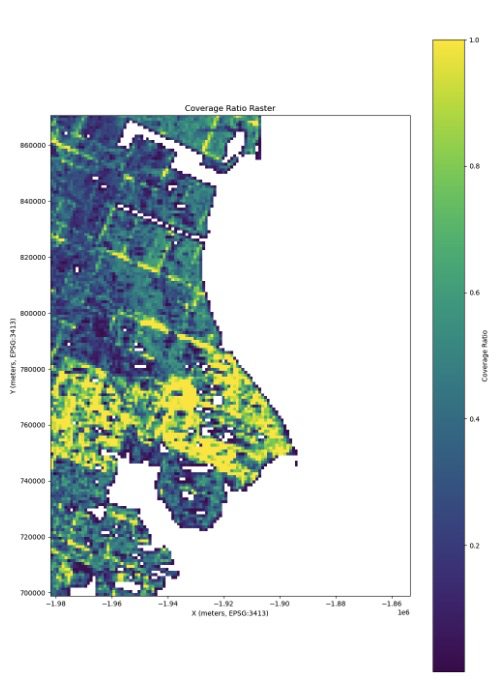 Coverage Ratio Raster
1.0
860000
0.8
840000
820000
0.6
800000
Y (meters, EPSG:3413)
Coverage Ratio
780000
0.4
760000
740000
0.2
720000
700000
−1.98 −1.96 −1.94 −1.92 −1.90 −1.88 −1.86
X (meters, EPSG:3413)
1e6